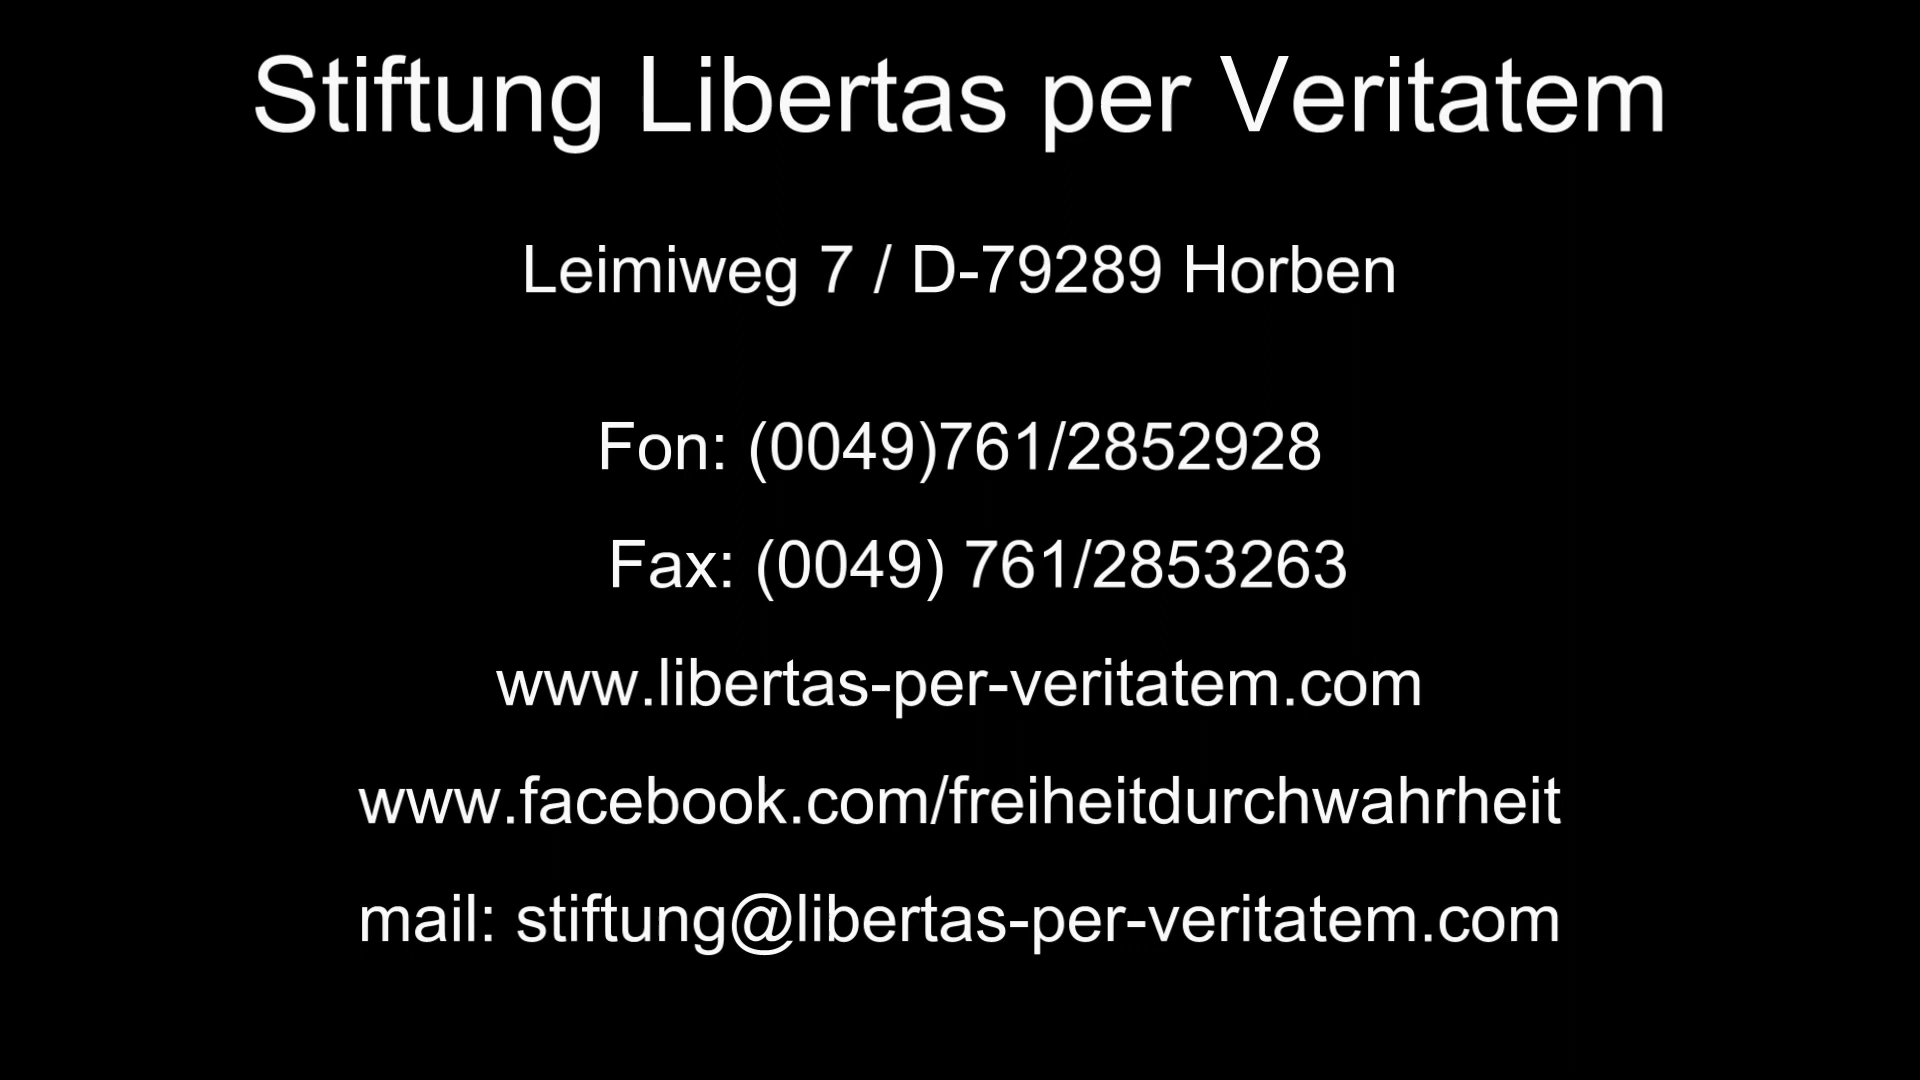 Stiftung Libertas per Veritatem
Leimiweg 7 / D-79289 Horben
Fon: (0049)761/2852928
Fax: (0049) 761/2853263
www.libertas-per-veritatem.com
www.facebook.com/freiheitdurchwahrheit
mail: stiftung@libertas-per-veritatem.com